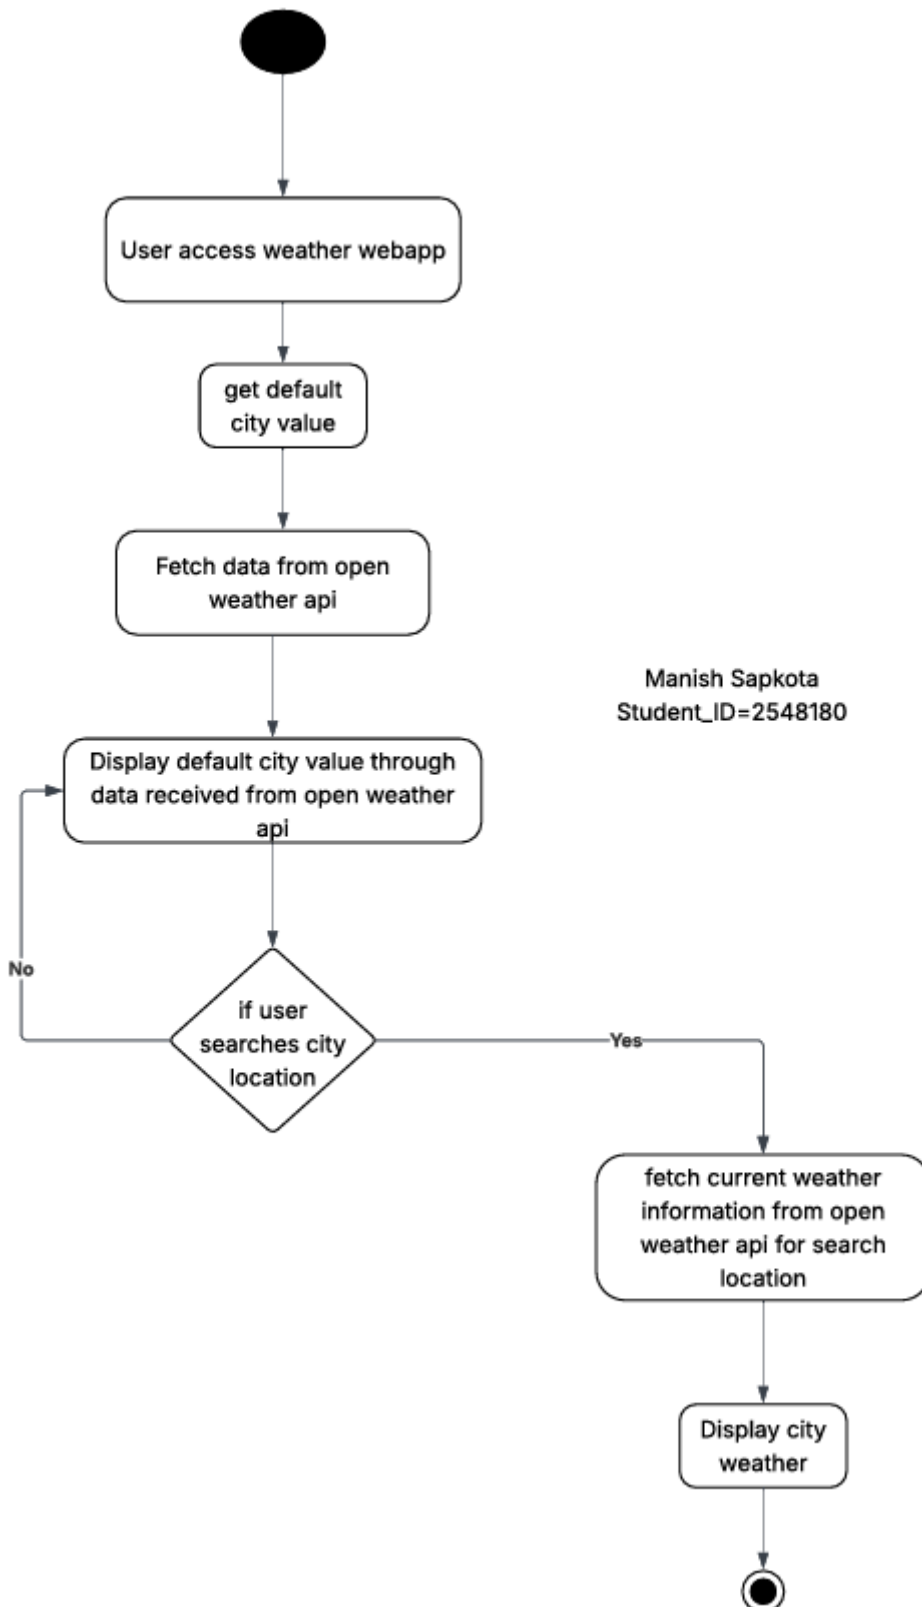 User access weather webapp
get default
city value
Fetch data from open
weather api
Manish Sapkota
Student_ID=2548180
Display default city value through
data received from open weather
api
No
if user
searches city
location
Yes
fetch current weather
information from open
weather api for search
location
Display city
weather